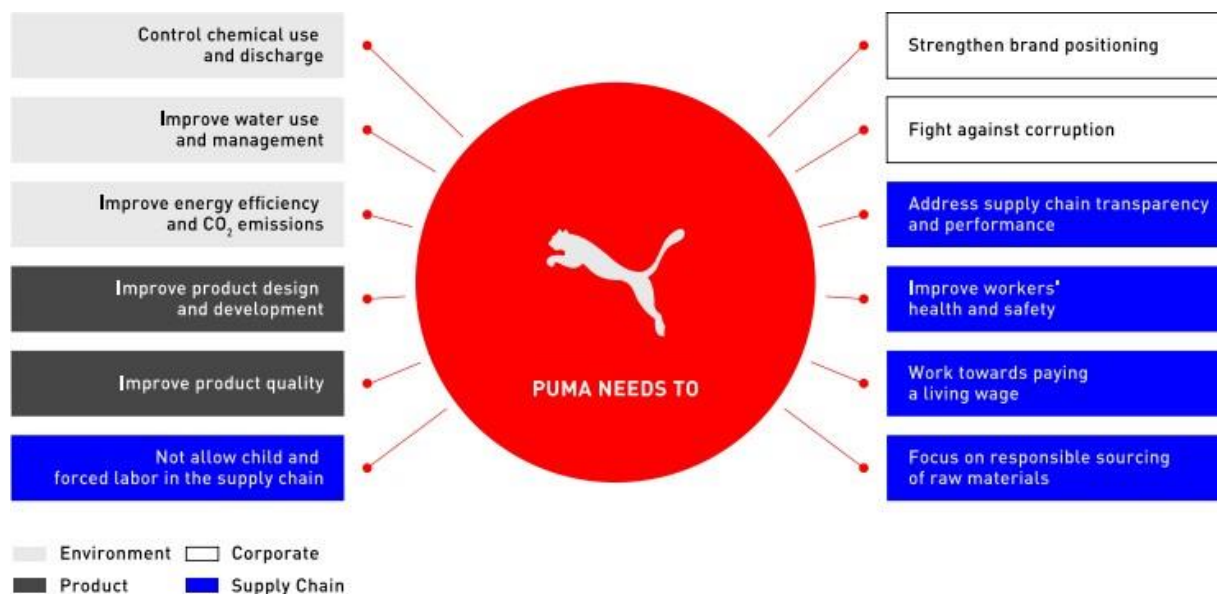 Control chemical use
and discharge
Improve water use
and management
Improve energy efficiency
and CO₂ emissions
Improve product design
and development
Improve product quality
Not allow child and
forced labor in the supply chain
PUMA NEEDS TO
Strengthen brand positioning
Fight against corruption
Address supply chain transparency
and performance
Improve workers'
health and safety
Work towards paying
a living wage
Focus on responsible sourcing
of raw materials
Environment
Corporate
Product
Supply Chain